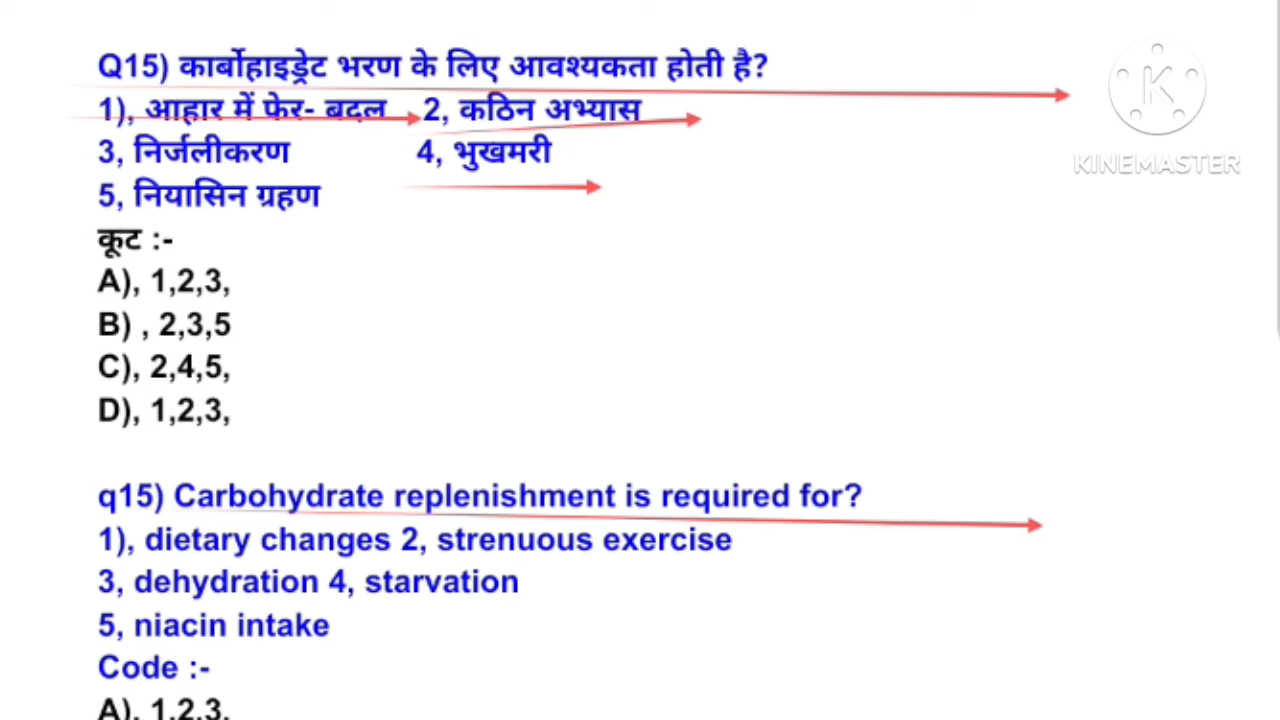 Q15) कार्बोहाइड्रेट भरण के लिए आवश्यकता होती है?
1), आहार में फेर- बदल 2, कठिन अभ्यास
3, निर्जलीकरण 4, भुखमरी
5, नियासिन ग्रहण
कूट :-
A), 1,2,3,
B) , 2,3,5
C), 2,4,5,
D), 1,2,3,
KINEMASTER
q15) Carbohydrate replenishment is required for?
1), dietary changes 2, strenuous exercise
3, dehydration 4, starvation
5, niacin intake
Code :-
A), 1,2,3,